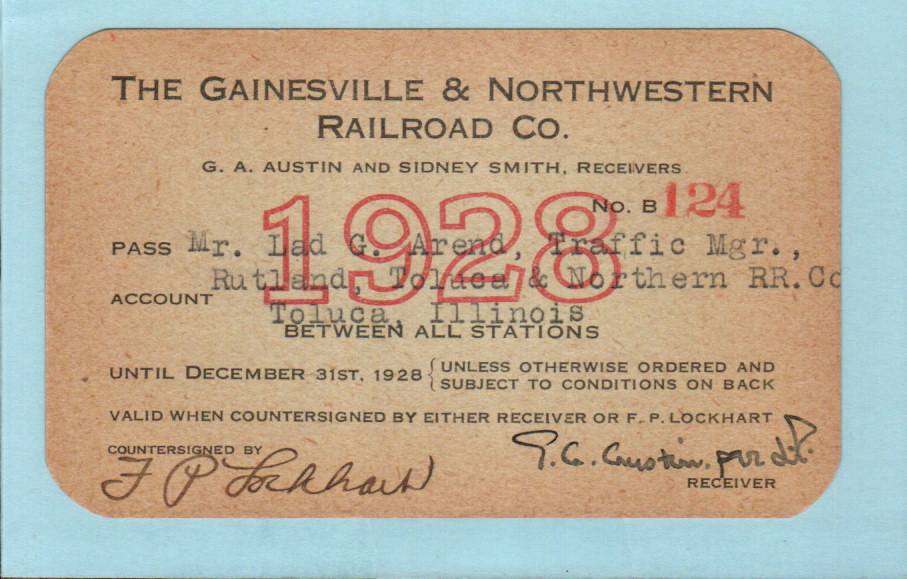 THE GAINESVILLE & NORTHWESTERN
RAILROAD CO.
G. A. AUSTIN AND SIDNEY SMITH, RECEIVERS
1928
No. B 124
PASS Mr. Lad G. Arend, Traffic Mgr.,
Rutland, Toluca & Northern RR.Co
ACCOUNT
Toluca, Illinois
BETWEEN ALL STATIONS
UNTIL DECEMBER 31ST, 1928 { UNLESS OTHERWISE ORDERED AND
SUBJECT TO CONDITIONS ON BACK
VALID WHEN COUNTERSIGNED BY EITHER RECEIVER OR F. P. LOCKHART
COUNTERSIGNED BY
F P Lockhart
G. A. Austin.
RECEIVER